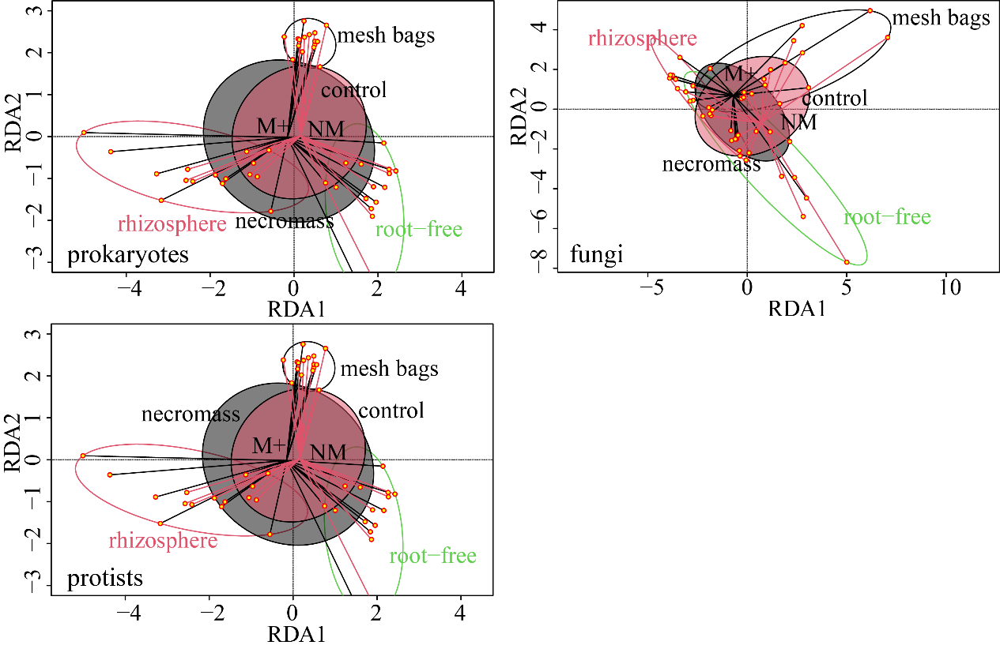 3
2
1
0
−1
−2
−3
RDA2
mesh bags
control
M+
NM
rhizosphere
necromass
root−free
prokaryotes
−4
−2
0
2
4
RDA1
4
2
0
−2
−4
−6
−8
RDA2
rhizosphere
mesh bags
M+
control
NM
necromass
root−free
fungi
−5
0
5
10
RDA1
3
2
1
0
−1
−2
−3
RDA2
mesh bags
necromass
control
M+
NM
rhizosphere
root−free
protists
−4
−2
0
2
4
RDA1